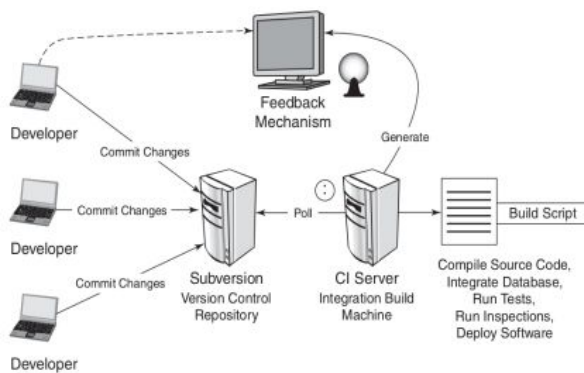 Feedback
Mechanism
Developer
Commit Changes
Generate
Developer
Commit Changes
Poll
Build Script
Commit Changes
Subversion
Version Control
Repository
CI Server
Integration Build
Machine
Compile Source Code,
Integrate Database,
Run Tests,
Run Inspections,
Deploy Software
Developer